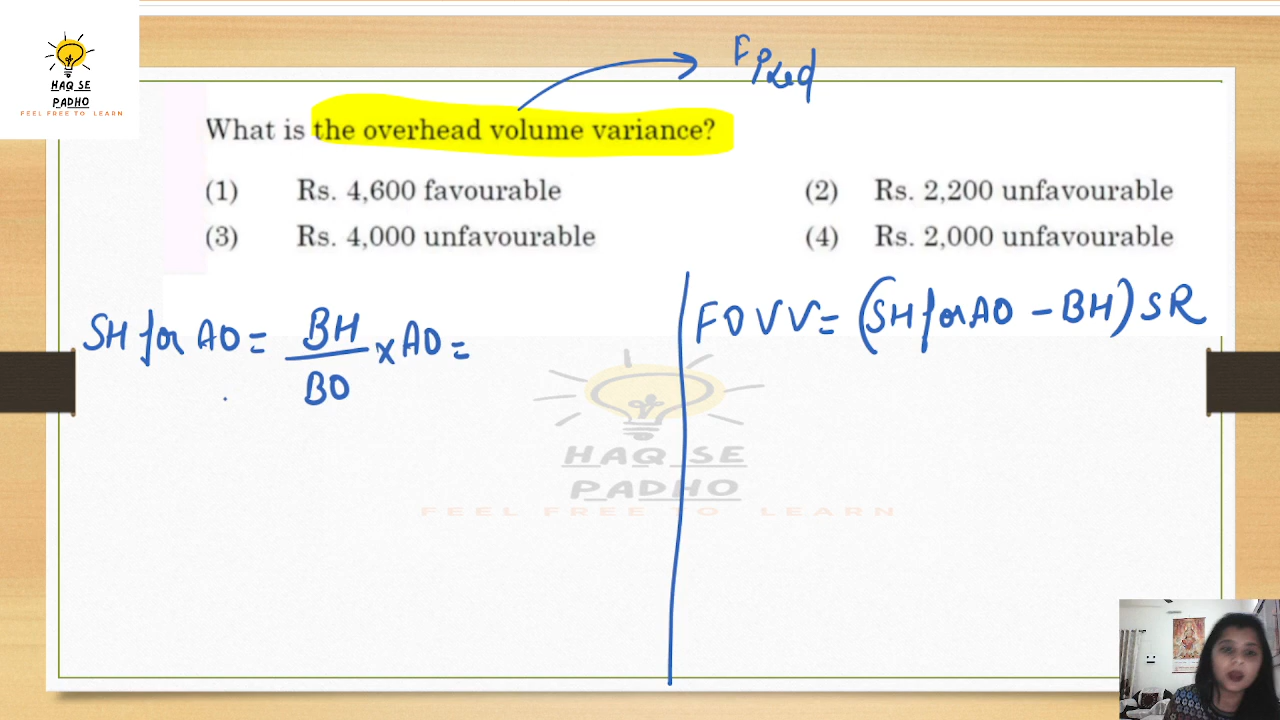 HAQ SE
PADHO
FEEL FREE TO LEARN
Fixed
What is the overhead volume variance?
(1) Rs. 4,600 favourable
(2) Rs. 2,200 unfavourable
(3) Rs. 4,000 unfavourable
(4) Rs. 2,000 unfavourable
SH for AO = BH/BO × AO =
FOVV = (SH for AO - BH) SR
HAQ SE
PADHO
FEEL FREE TO LEARN